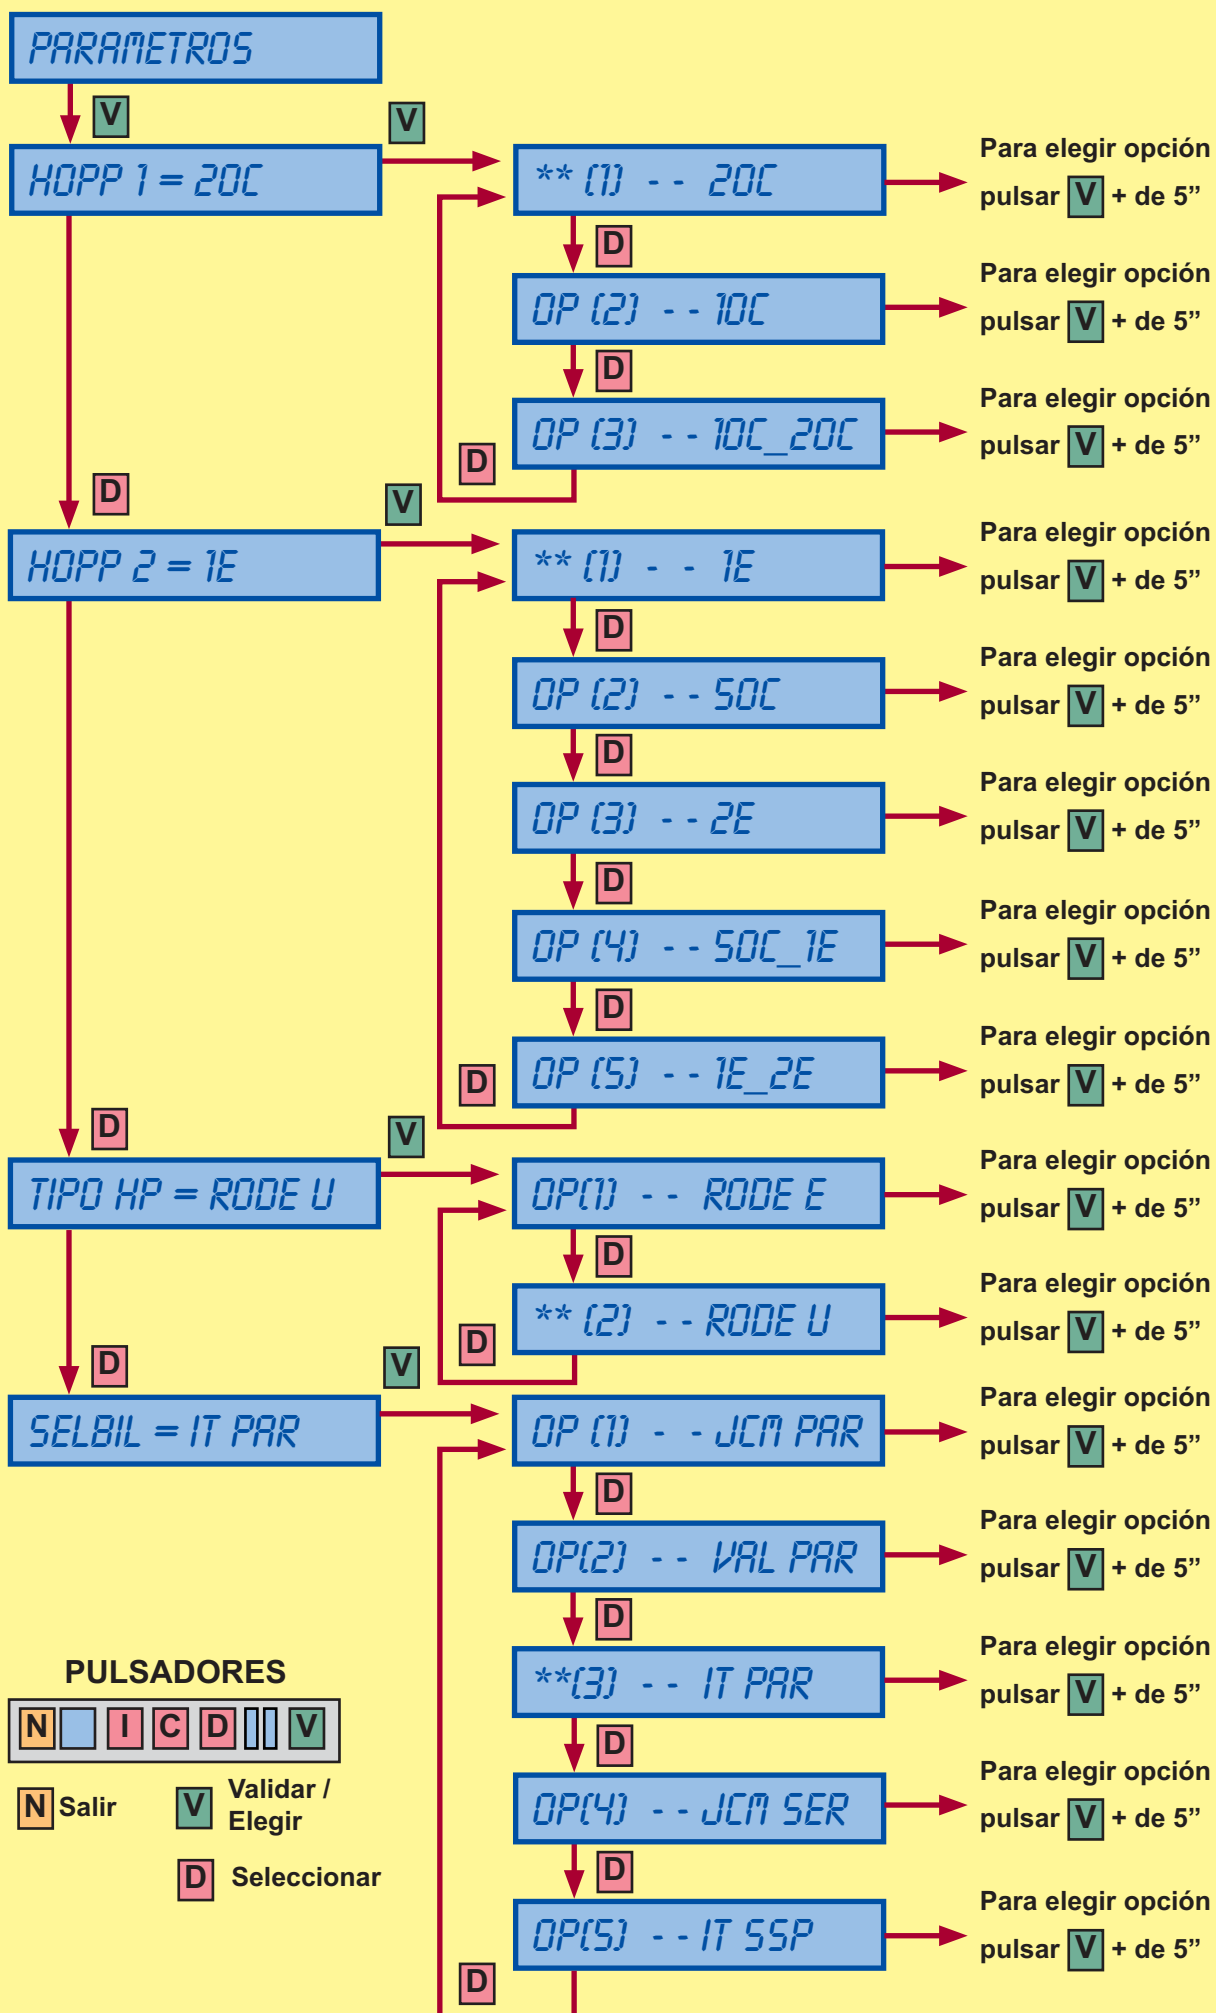 PARAMETROS
V
V
HOPP 1 = 20C
** (1) - - 20C
Para elegir opción
pulsar V + de 5”
D
OP (2) - - 10C
Para elegir opción
pulsar V + de 5”
D
OP (3) - - 10C_20C
Para elegir opción
pulsar V + de 5”
D
D
V
HOPP 2 = 1E
** (1) - - 1E
Para elegir opción
pulsar V + de 5”
D
OP (2) - - 50C
Para elegir opción
pulsar V + de 5”
D
OP (3) - - 2E
Para elegir opción
pulsar V + de 5”
D
OP (4) - - 50C_1E
Para elegir opción
pulsar V + de 5”
D
OP (5) - - 1E_2E
Para elegir opción
pulsar V + de 5”
D
D
V
TIPO HP = RODE U
OP(1) - - RODE E
Para elegir opción
pulsar V + de 5”
D
** (2) - - RODE U
Para elegir opción
pulsar V + de 5”
D
D
V
SELBIL = IT PAR
OP (1) - - JCM PAR
Para elegir opción
pulsar V + de 5”
D
OP(2) - - VAL PAR
Para elegir opción
pulsar V + de 5”
D
**(3) - - IT PAR
Para elegir opción
pulsar V + de 5”
D
OP(4) - - JCM SER
Para elegir opción
pulsar V + de 5”
D
OP(5) - - IT SSP
Para elegir opción
pulsar V + de 5”
D
PULSADORES
N I C D V
N Salir
V Validar /
Elegir
D Seleccionar